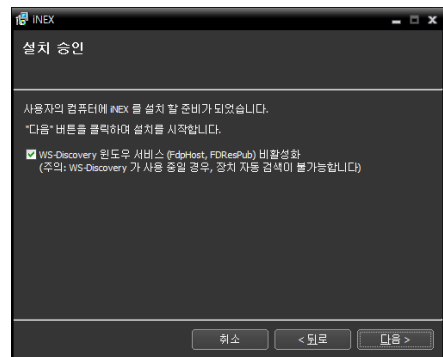 iNEX
설치 승인
사용자의 컴퓨터에 iNEX 를 설치 할 준비가 되었습니다.
"다음" 버튼을 클릭하여 설치를 시작합니다.
WS-Discovery 윈도우 서비스 (FdpHost, FDResPub) 비활성화
(주의: WS-Discovery 가 사용 중일 경우, 장치 자동 검색이 불가능합니다)
취소 < 뒤로 다음 >